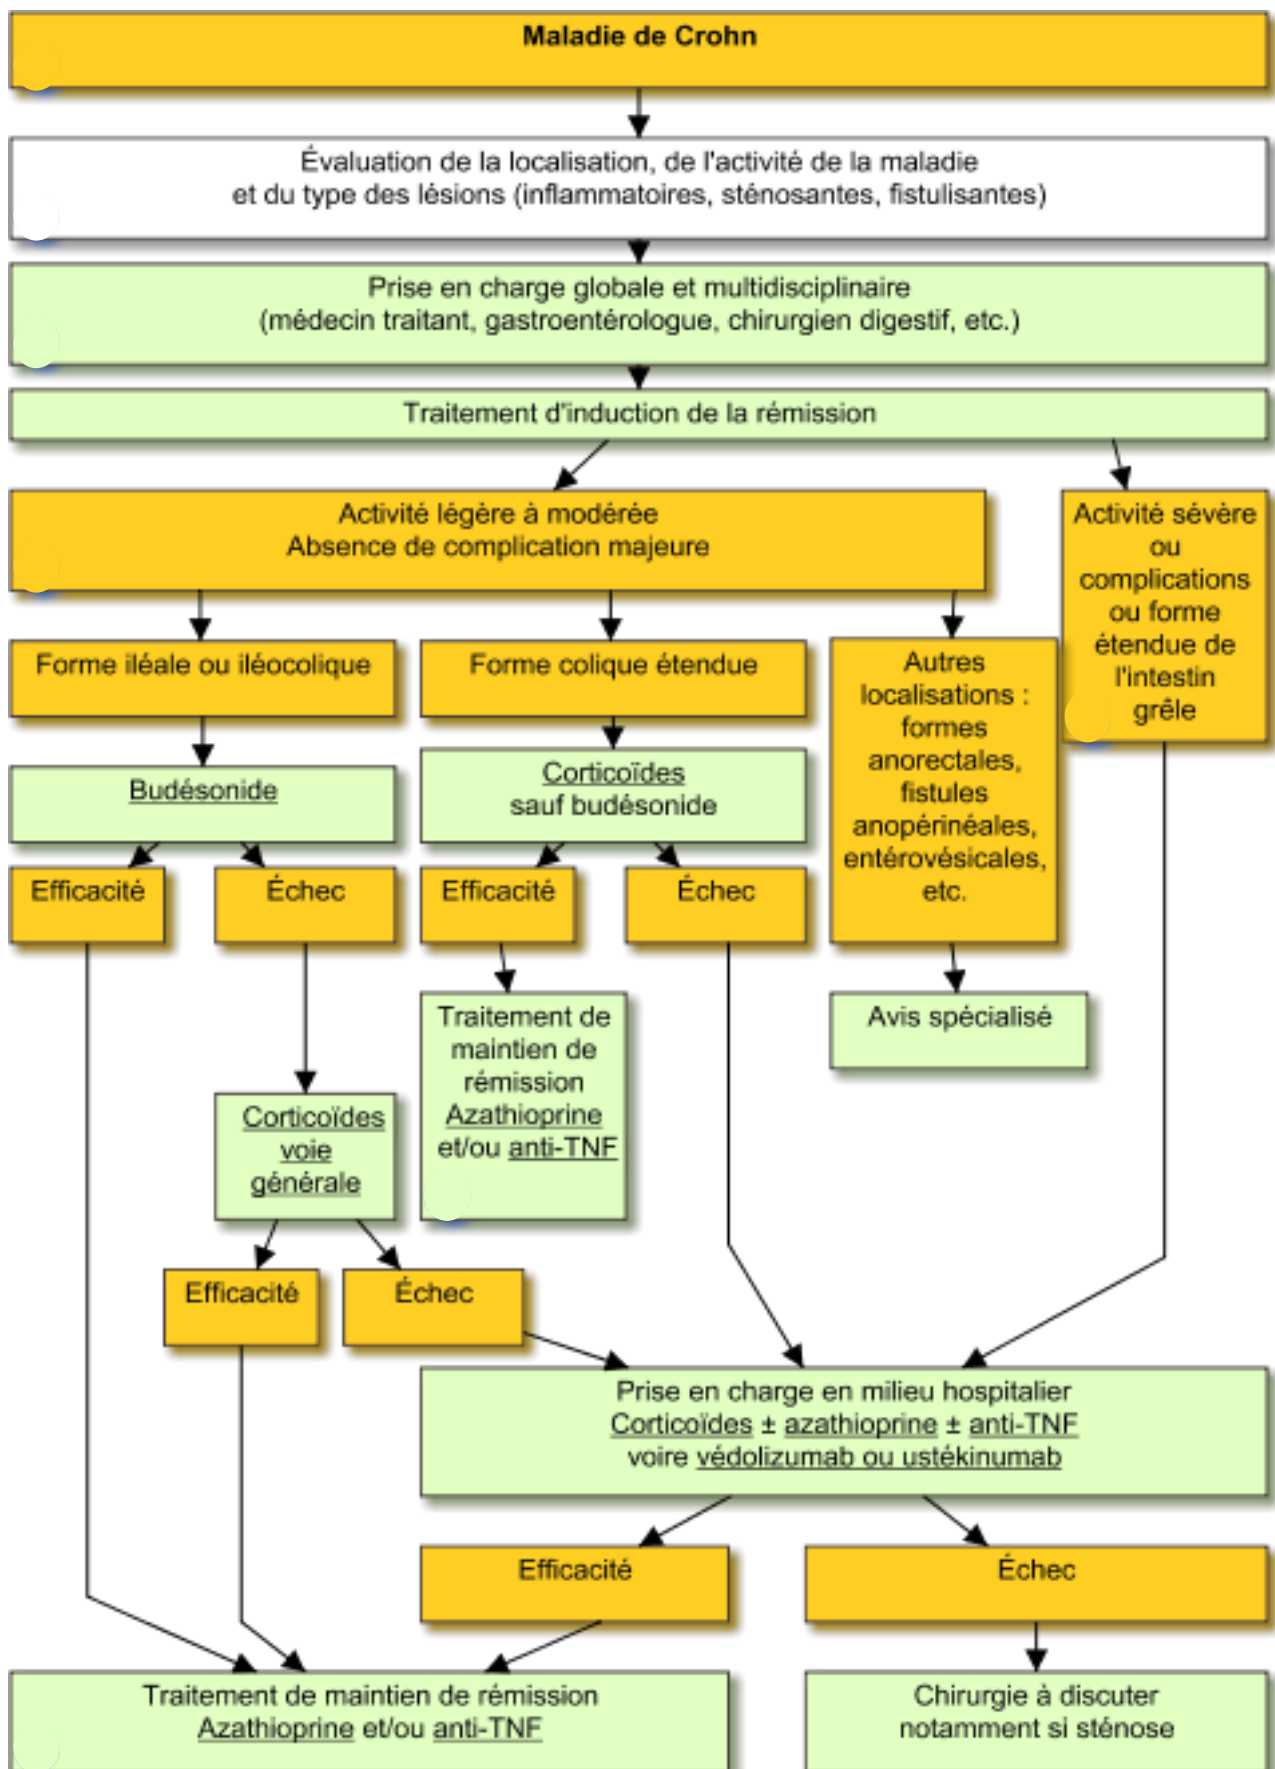 Maladie de Crohn
Évaluation de la localisation, de l'activité de la maladie
et du type des lésions (inflammatoires, sténosantes, fistulisantes)
Prise en charge globale et multidisciplinaire
(médecin traitant, gastroentérologue, chirurgien digestif, etc.)
Traitement d'induction de la rémission
Activité légère à modérée
Absence de complication majeure
Activité sévère
ou
complications
ou forme
étendue de
l'intestin
grêle
Forme iléale ou iléocolique
Forme colique étendue
Autres
localisations :
formes
anorectales,
fistules
anopérinéales,
entérovésicales,
etc.
Budésonide
Corticoïdes
sauf budésonide
Efficacité
Échec
Efficacité
Échec
Traitement de
maintien de
rémission
Azathioprine
et/ou anti-TNF
Avis spécialisé
Corticoïdes
voie
générale
Efficacité
Échec
Prise en charge en milieu hospitalier
Corticoïdes ± azathioprine ± anti-TNF
voire védolizumab ou ustékinumab
Efficacité
Échec
Traitement de maintien de rémission
Azathioprine et/ou anti-TNF
Chirurgie à discuter
notamment si sténose